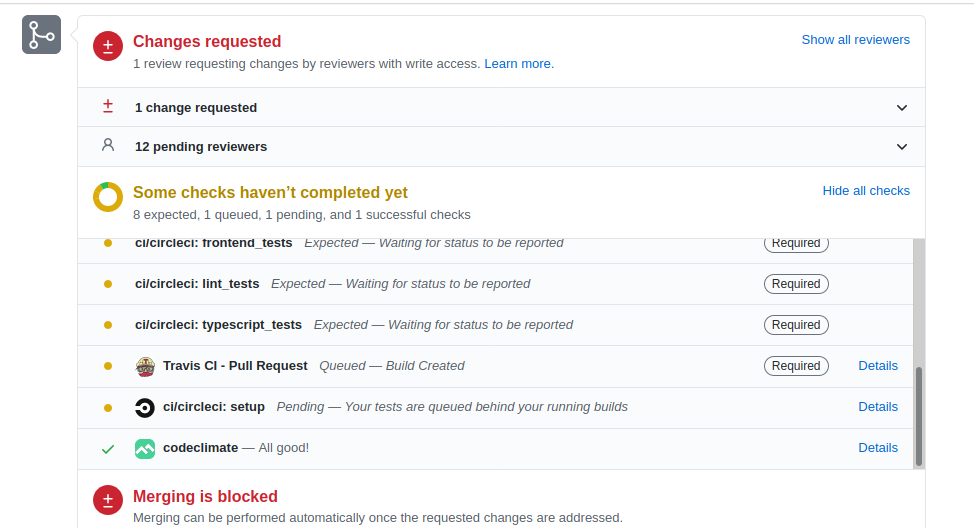 Changes requested
Show all reviewers
1 review requesting changes by reviewers with write access. Learn more.
1 change requested
12 pending reviewers
Some checks haven’t completed yet
Hide all checks
8 expected, 1 queued, 1 pending, and 1 successful checks
ci/circleci: frontend_tests Expected — Waiting for status to be reported Required
ci/circleci: lint_tests Expected — Waiting for status to be reported Required
ci/circleci: typescript_tests Expected — Waiting for status to be reported Required
Travis CI - Pull Request Queued — Build Created Required Details
ci/circleci: setup Pending — Your tests are queued behind your running builds Details
codeclimate — All good! Details
Merging is blocked
Merging can be performed automatically once the requested changes are addressed.